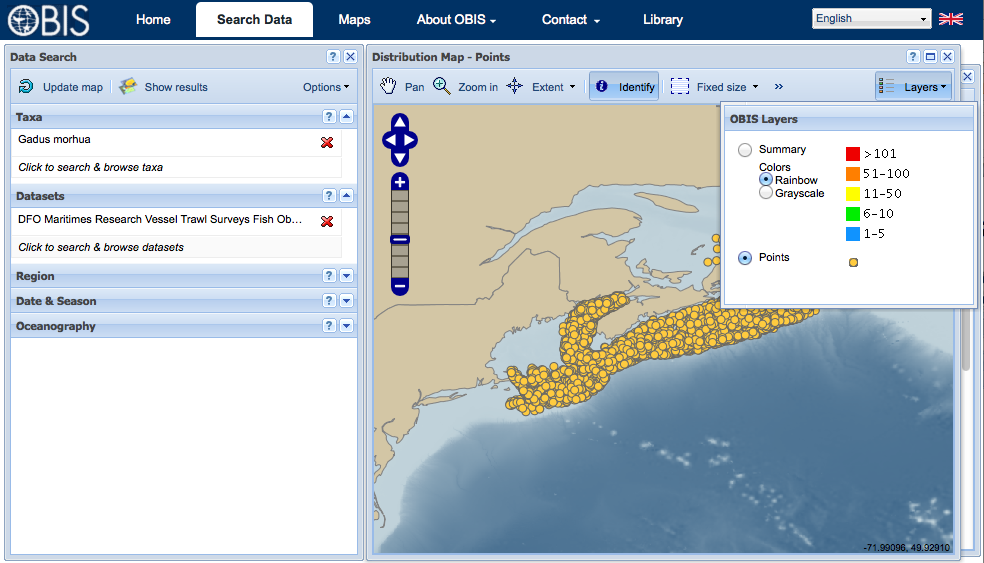 OBIS
Home
Search Data
Maps
About OBIS
Contact
Library
English
Data Search
?
Update map
Show results
Options
Taxa
?
Gadus morhua
Click to search & browse taxa
Datasets
?
DFO Maritimes Research Vessel Trawl Surveys Fish Ob...
Click to search & browse datasets
Region
?
Date & Season
?
Oceanography
?
Distribution Map - Points
?
Pan
Zoom in
Extent
Identify
Fixed size
»
Layers
OBIS Layers
Summary
Colors
Rainbow
Grayscale
>101
51-100
11-50
6-10
1-5
Points
-71.99096, 49.92910